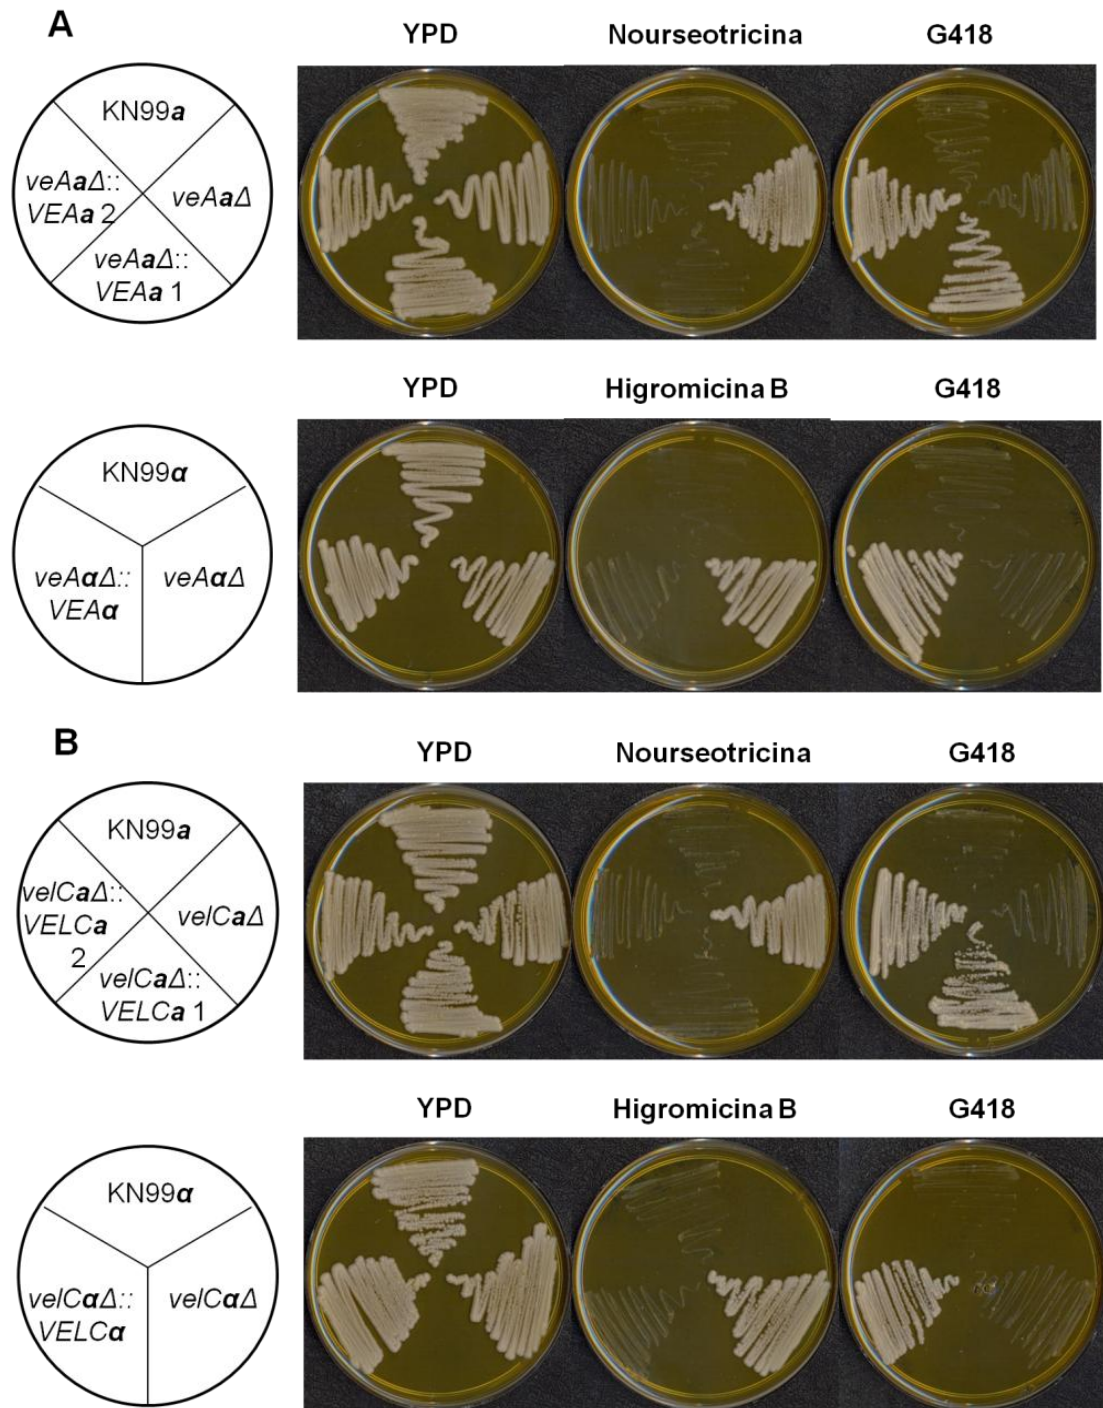 A
YPD
Nourseotricina
G418
KN99a
veAaΔ::
VEAa 2
veAaΔ
veAaΔ::
VEAa 1
YPD
Higromicina B
G418
KN99α
veAαΔ::
VEAα
veAαΔ
B
YPD
Nourseotricina
G418
KN99a
velCaΔ::
VELCa
2
velCaΔ
velCaΔ::
VELCa 1
YPD
Higromicina B
G418
KN99α
velCαΔ::
VELCα
velCαΔ